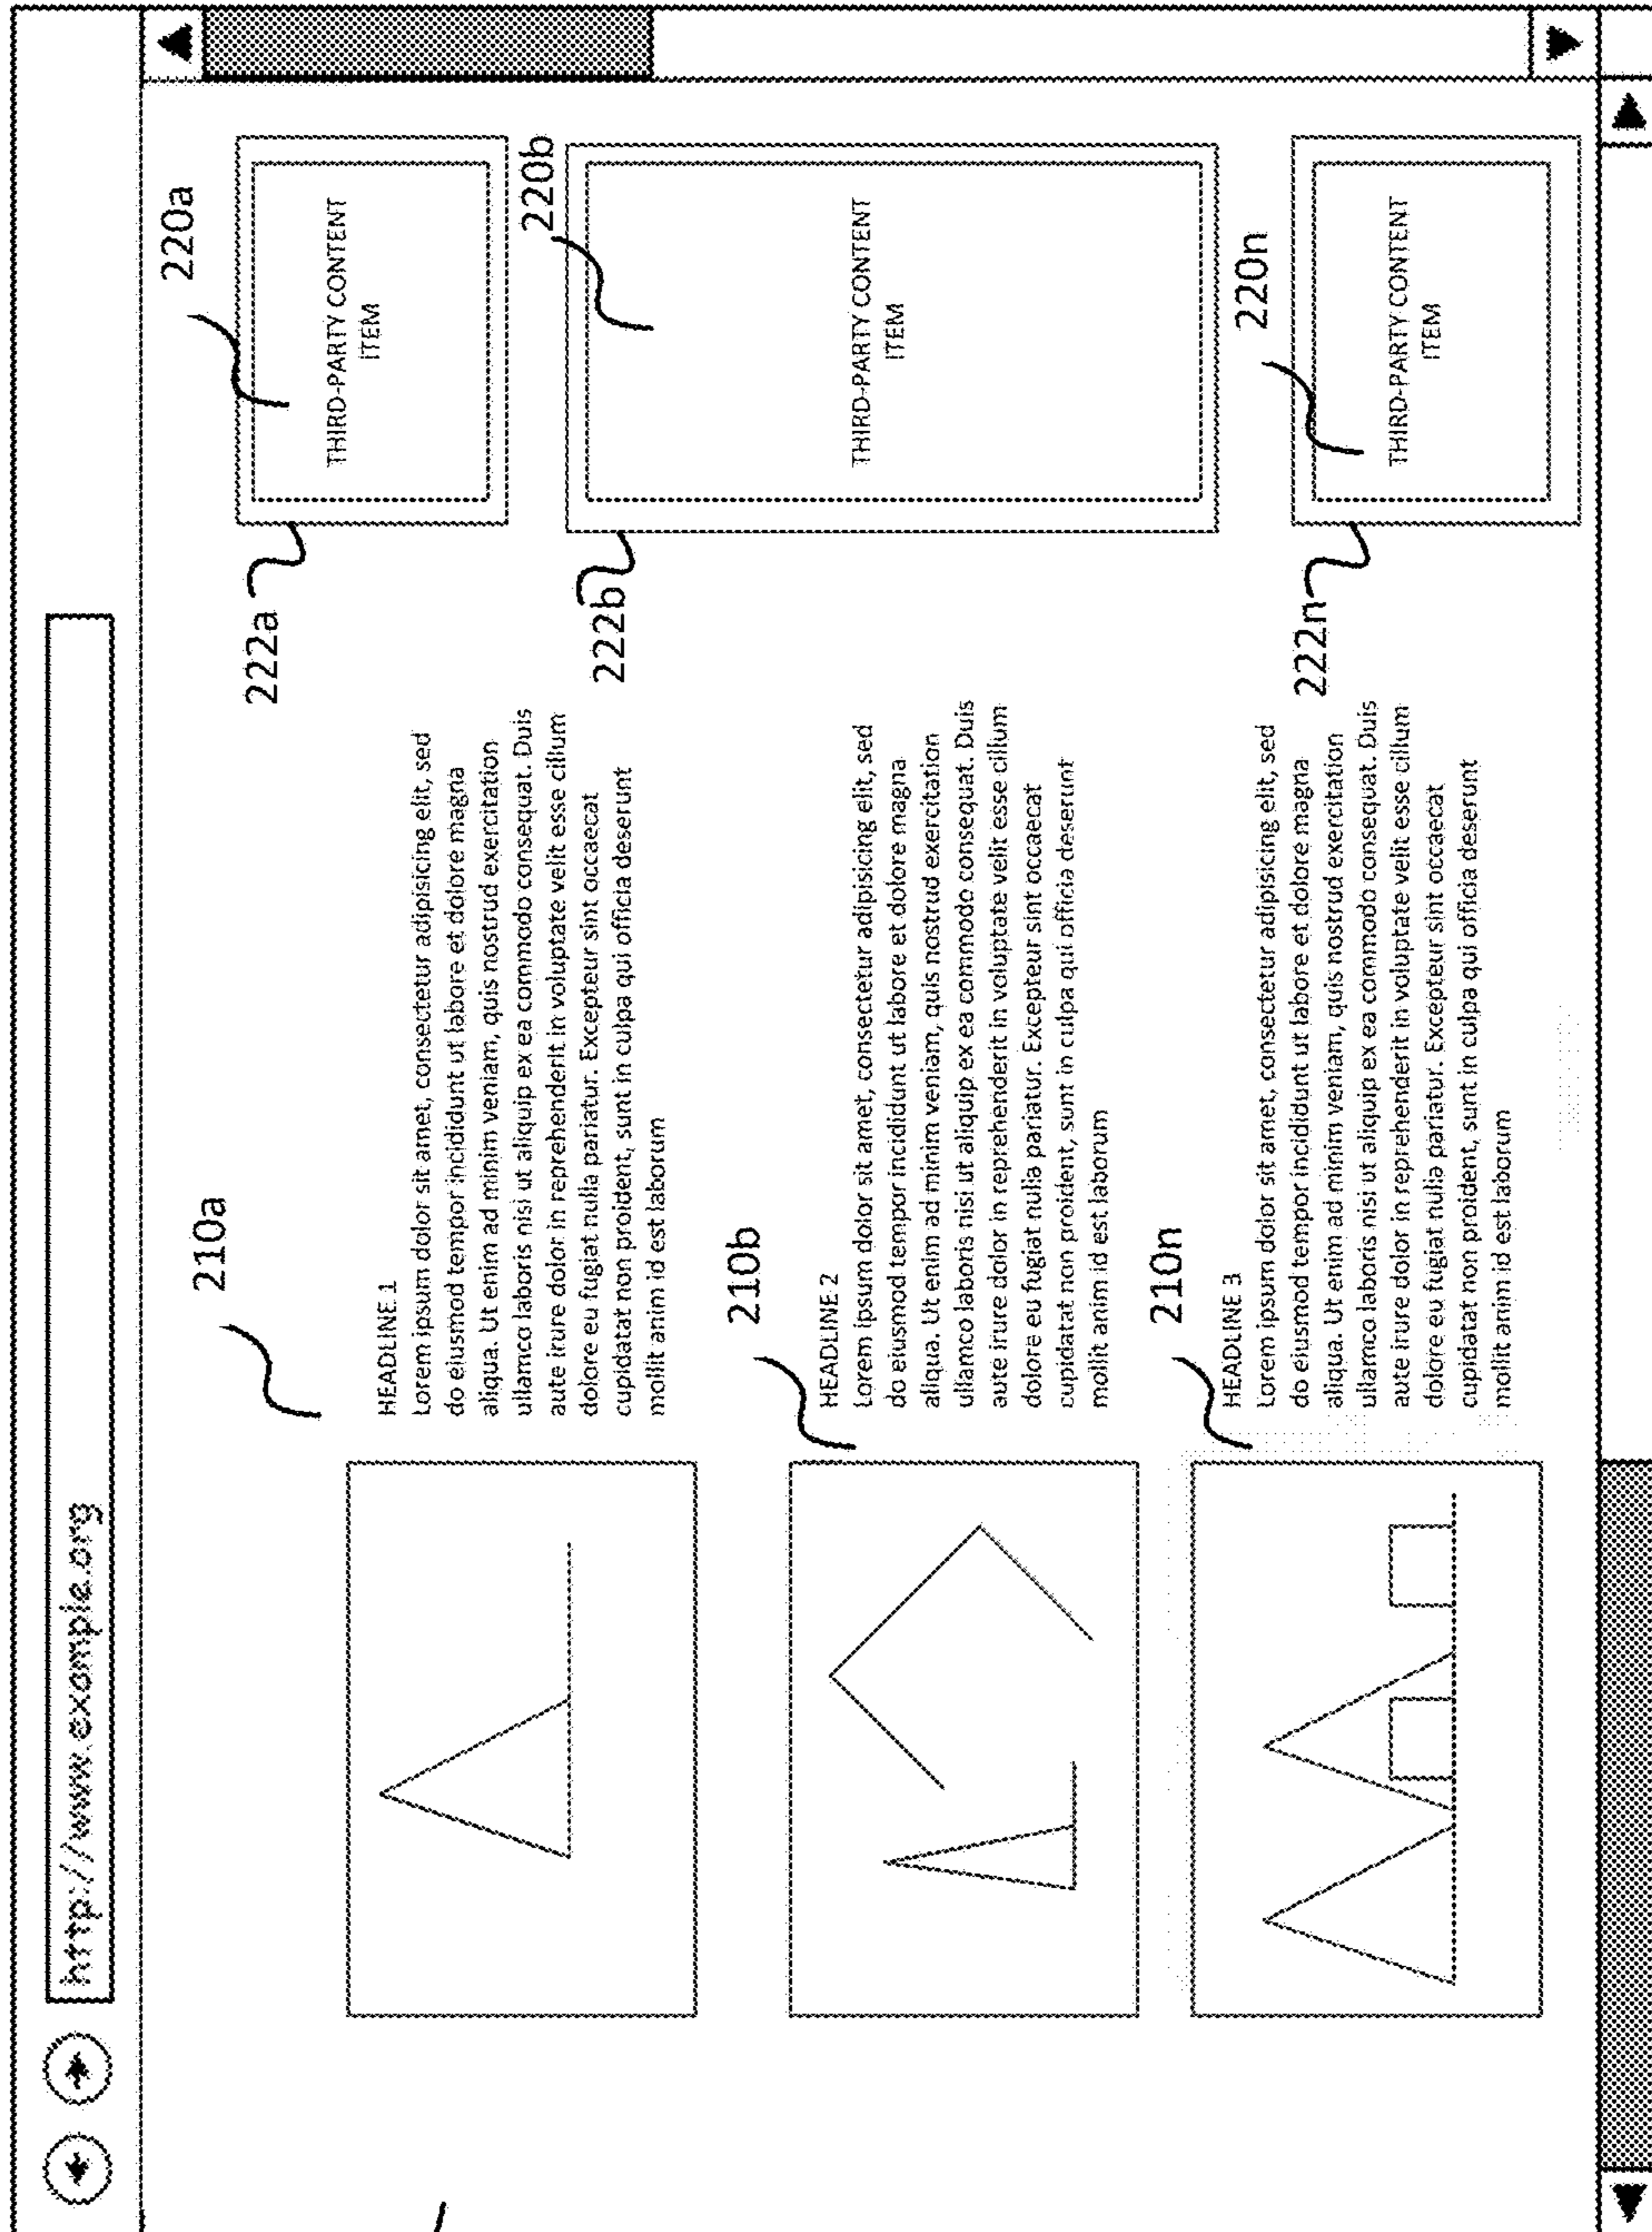 http://www.example.org
210a
HEADLINE 1
Lorem ipsum dolor sit amet, consectetur adipisicing elit, sed
do eiusmod tempor incididunt ut labore et dolore magna
aliqua. Ut enim ad minim veniam, quis nostrud exercitation
ullamco laboris nisi ut aliquip ex ea commodo consequat. Duis
aute irure dolor in reprehenderit in voluptate velit esse cillum
dolore eu fugiat nulla pariatur. Excepteur sint occaecat
cupidatat non proident, sunt in culpa qui officia deserunt
mollit anim id est laborum
220a
222a
THIRD-PARTY CONTENT
ITEM
210b
HEADLINE 2
Lorem ipsum dolor sit amet, consectetur adipisicing elit, sed
do eiusmod tempor incididunt ut labore et dolore magna
aliqua. Ut enim ad minim veniam, quis nostrud exercitation
ullamco laboris nisi ut aliquip ex ea commodo consequat. Duis
aute irure dolor in reprehenderit in voluptate velit esse cillum
dolore eu fugiat nulla pariatur. Excepteur sint occaecat
cupidatat non proident, sunt in culpa qui officia deserunt
mollit anim id est laborum
220b
222b
THIRD-PARTY CONTENT
ITEM
210n
HEADLINE 3
Lorem ipsum dolor sit amet, consectetur adipisicing elit, sed
do eiusmod tempor incididunt ut labore et dolore magna
aliqua. Ut enim ad minim veniam, quis nostrud exercitation
ullamco laboris nisi ut aliquip ex ea commodo consequat. Duis
aute irure dolor in reprehenderit in voluptate velit esse cillum
dolore eu fugiat nulla pariatur. Excepteur sint occaecat
cupidatat non proident, sunt in culpa qui officia deserunt
mollit anim id est laborum
220n
222n
THIRD-PARTY CONTENT
ITEM